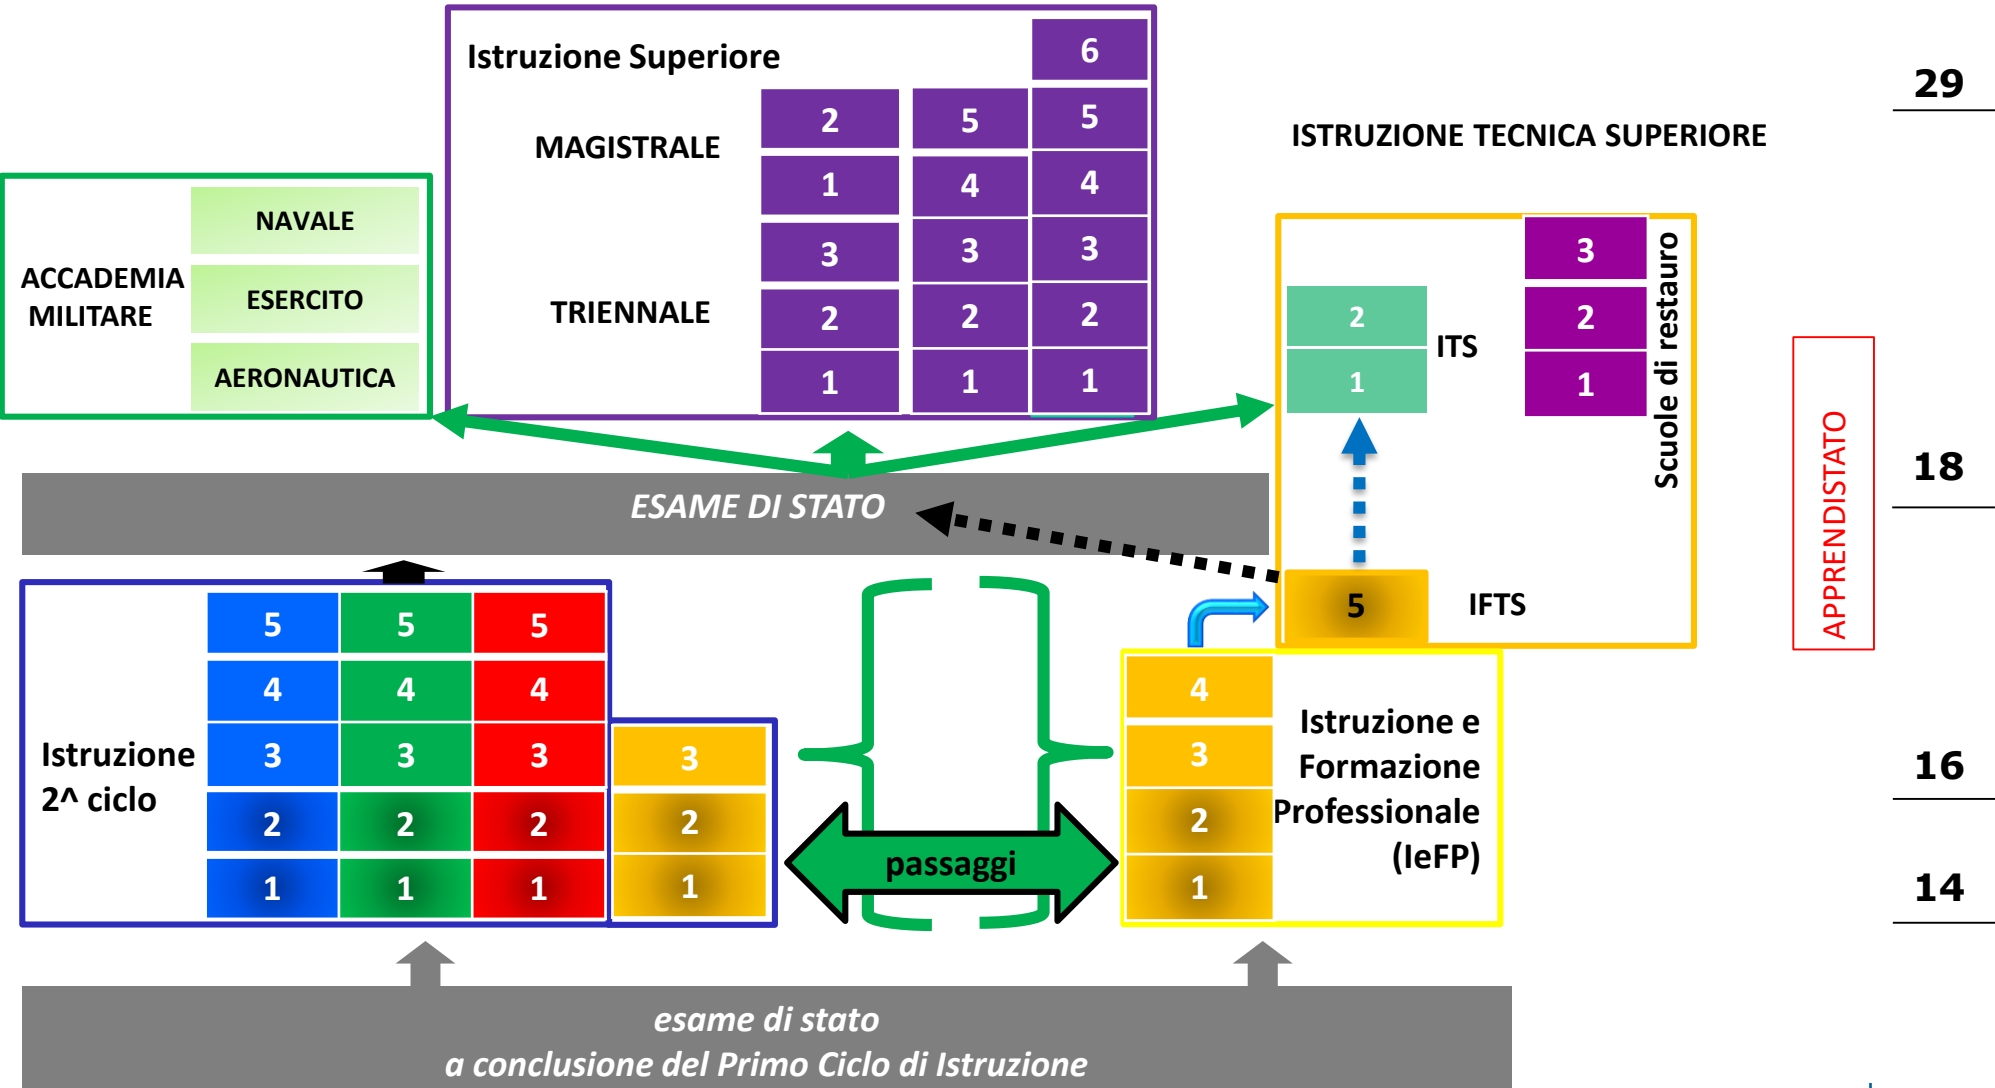 Istruzione Superiore
6
29
2 5 5
MAGISTRALE
ISTRUZIONE TECNICA SUPERIORE
1 4 4
NAVALE
3 3 3
3
ACCADEMIA
MILITARE
ESERCITO
TRIENNALE
2 2 2
2
ITS
2
Scuole di restauro
AERONAUTICA
1 1 1
1
1
APPRENDISTATO
18
ESAME DI STATO
5
IFTS
5 5 5
4 4 4
4
Istruzione
2^ ciclo
3 3 3 3
3
Istruzione e
Formazione
Professionale
(IeFP)
16
2 2 2 2
2
passaggi
1 1 1 1
1
14
esame di stato
a conclusione del Primo Ciclo di Istruzione